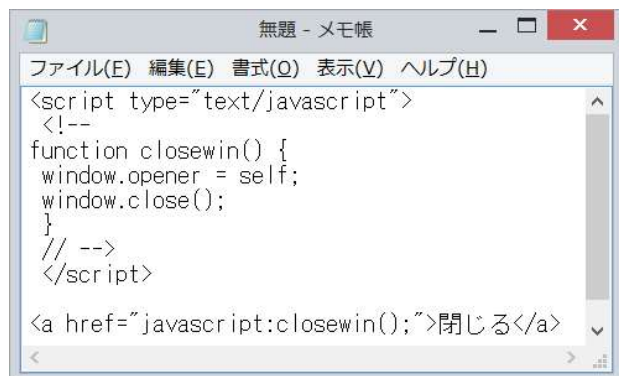 無題 - メモ帳
ファイル(F) 編集(E) 書式(O) 表示(V) ヘルプ(H)
<script type="text/javascript">
<!--
function closewin() {
window.opener = self;
window.close();
}
// -->
</script>
<a href="javascript:closewin();">閉じる</a>